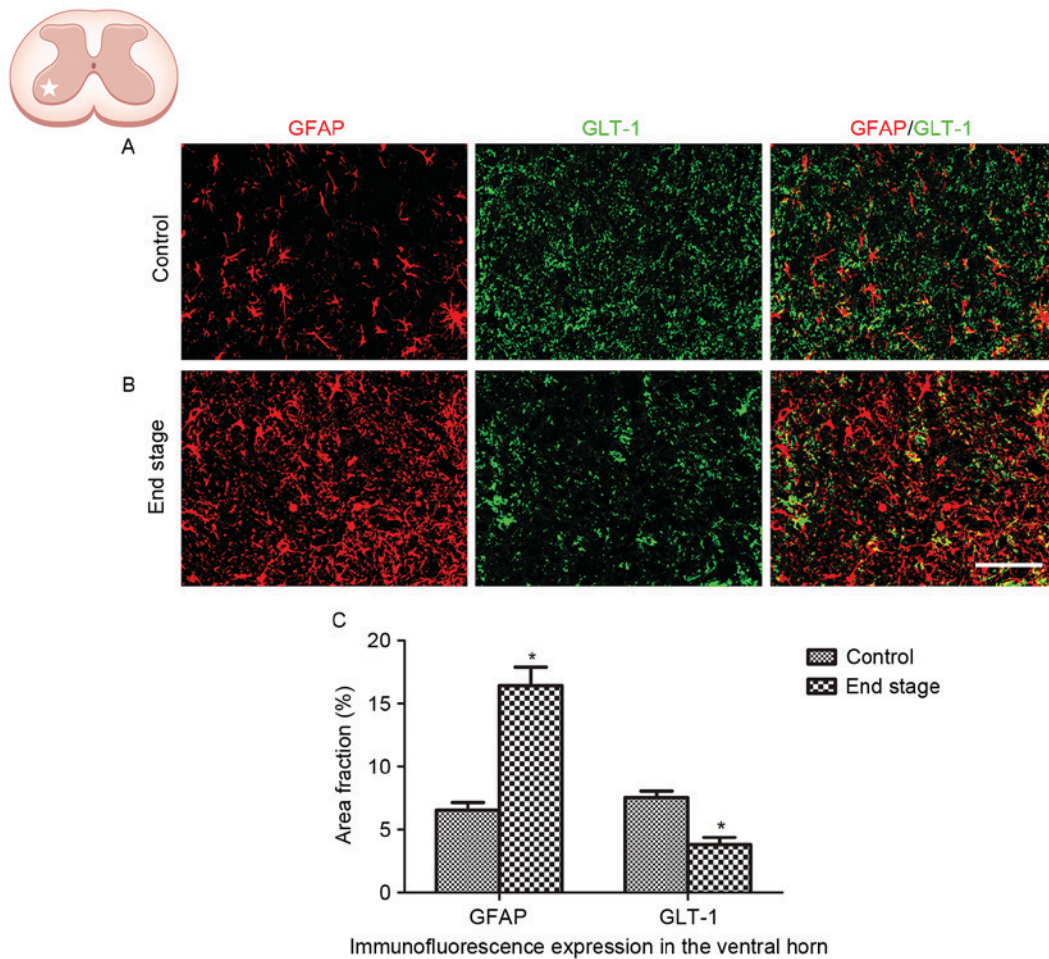 GFAP
GLT-1
GFAP/GLT-1
A
Control
B
End stage
C
20
15
10
5
0
Area fraction (%)
*
*
Control
End stage
GFAP
GLT-1
Immunofluorescence expression in the ventral horn